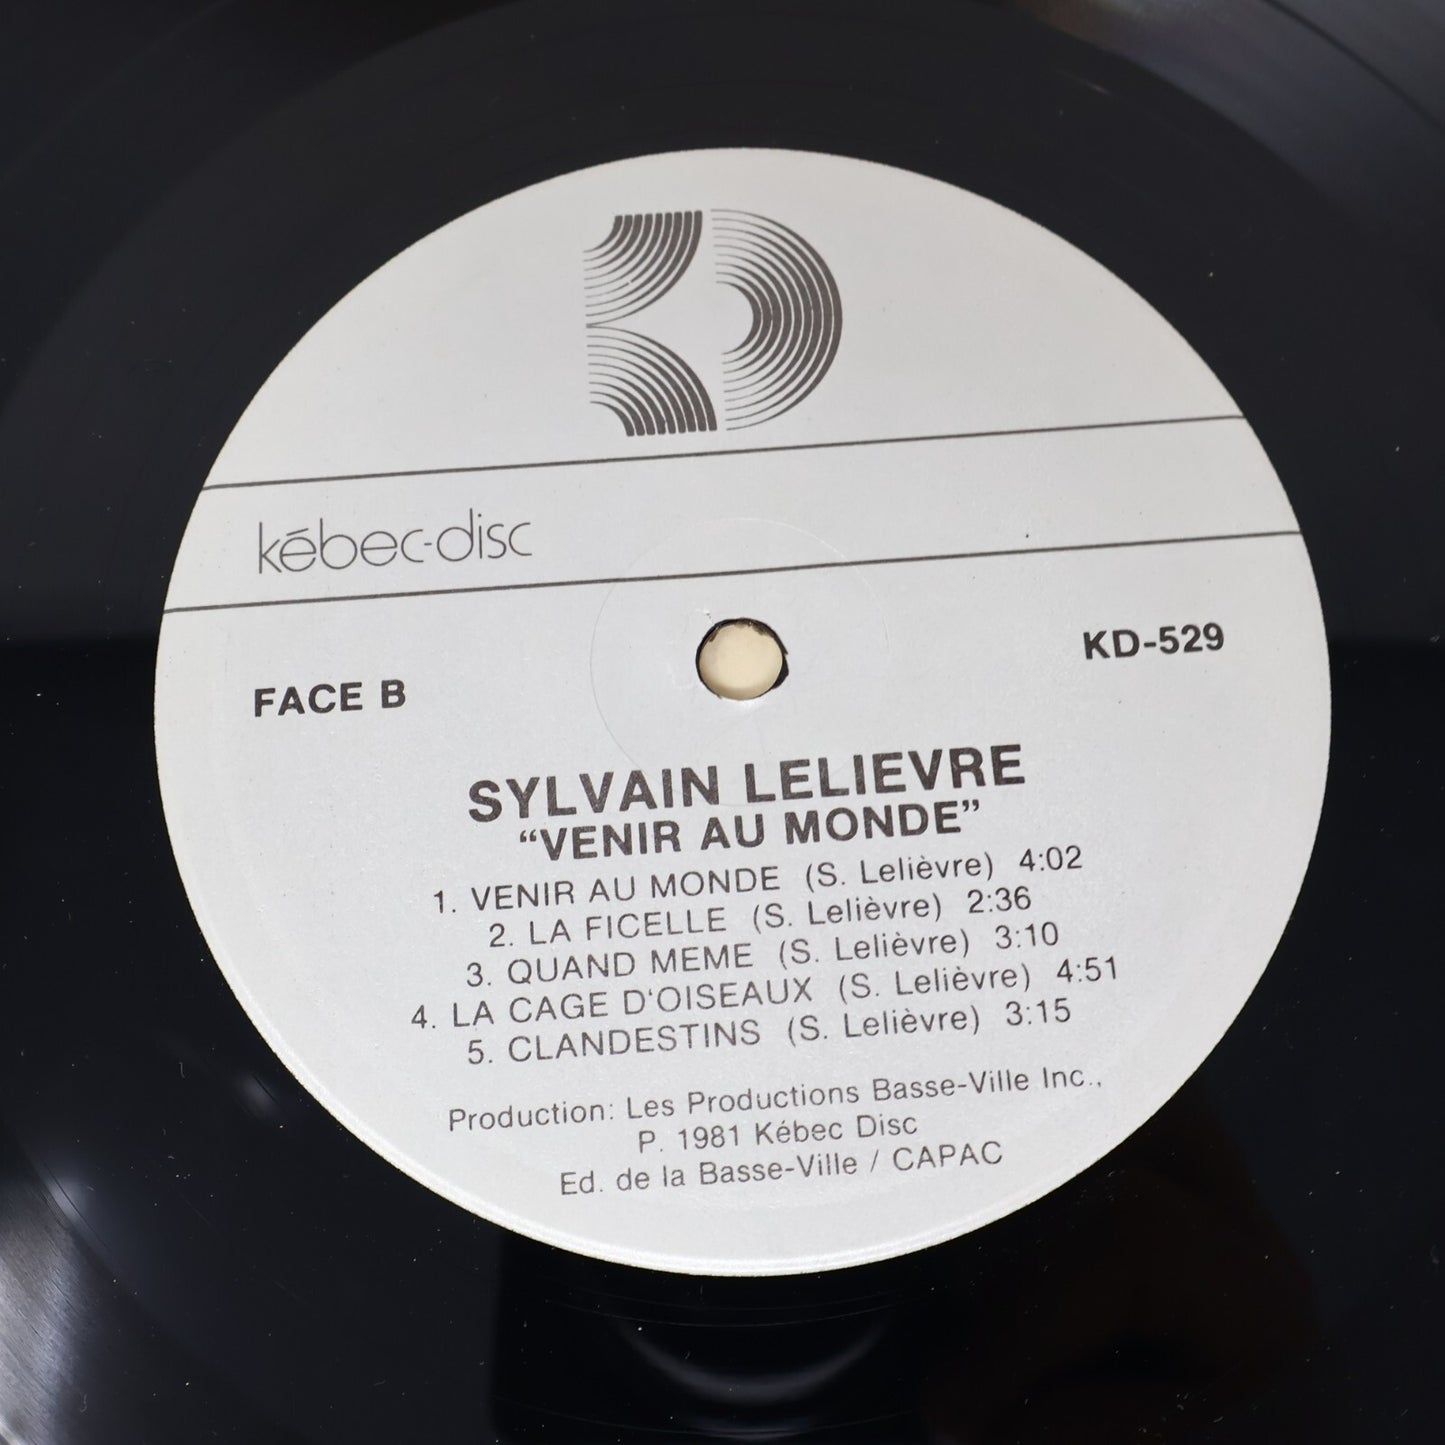 KD
kébec-disc
KD-529
FACE B
SYLVAIN LELIEVRE
“VENIR AU MONDE”
1. VENIR AU MONDE (S. Lelièvre) 4:02
2. LA FICELLE (S. Lelièvre) 2:36
3. QUAND MEME (S. Lelièvre) 3:10
4. LA CAGE D'OISEAUX (S. Lelièvre) 4:51
5. CLANDESTINS (S. Lelièvre) 3:15
Production: Les Productions Basse-Ville Inc.,
P. 1981 Kébec Disc
Ed. de la Basse-Ville / CAPAC